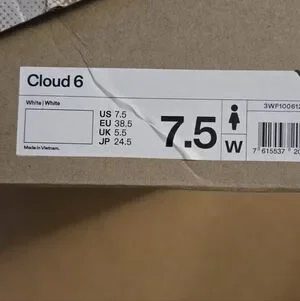 Cloud 6
White | White
US 7.5
EU 38.5
UK 5.5
JP 24.5
7.5
W
Made in Vietnam.
3WF10061
7 615537 20